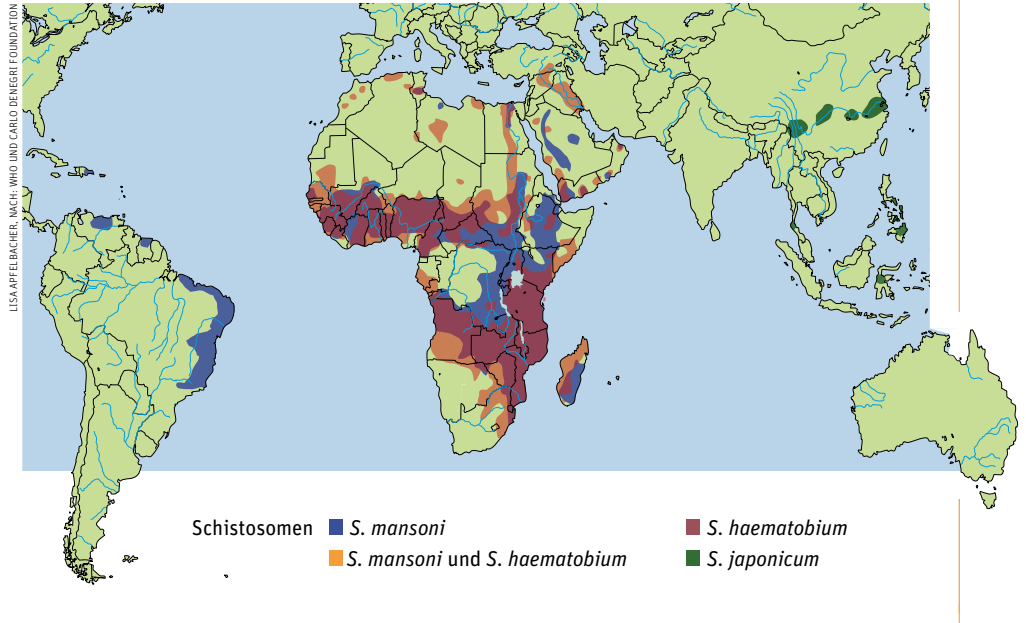 LISA APFELBACHER, NACH: WHO UND CARLO DENEGRI FOUNDATION
Schistosomen
S. mansoni
S. haematobium
S. mansoni und S. haematobium
S. japonicum